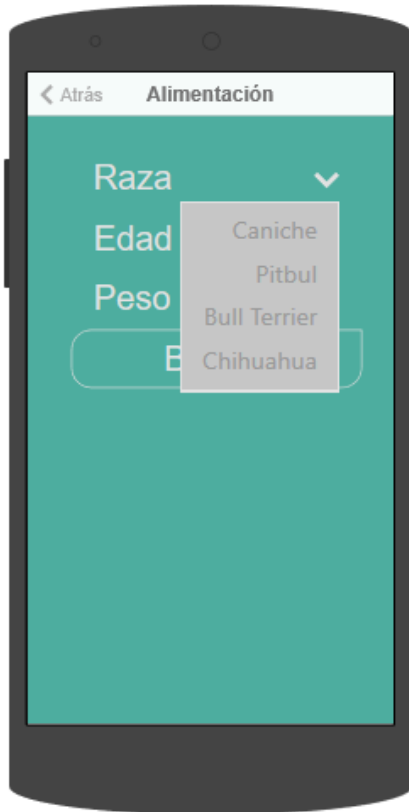 Atrás Alimentación
Raza
Edad
Peso
Caniche
Pitbul
Bull Terrier
Chihuahua